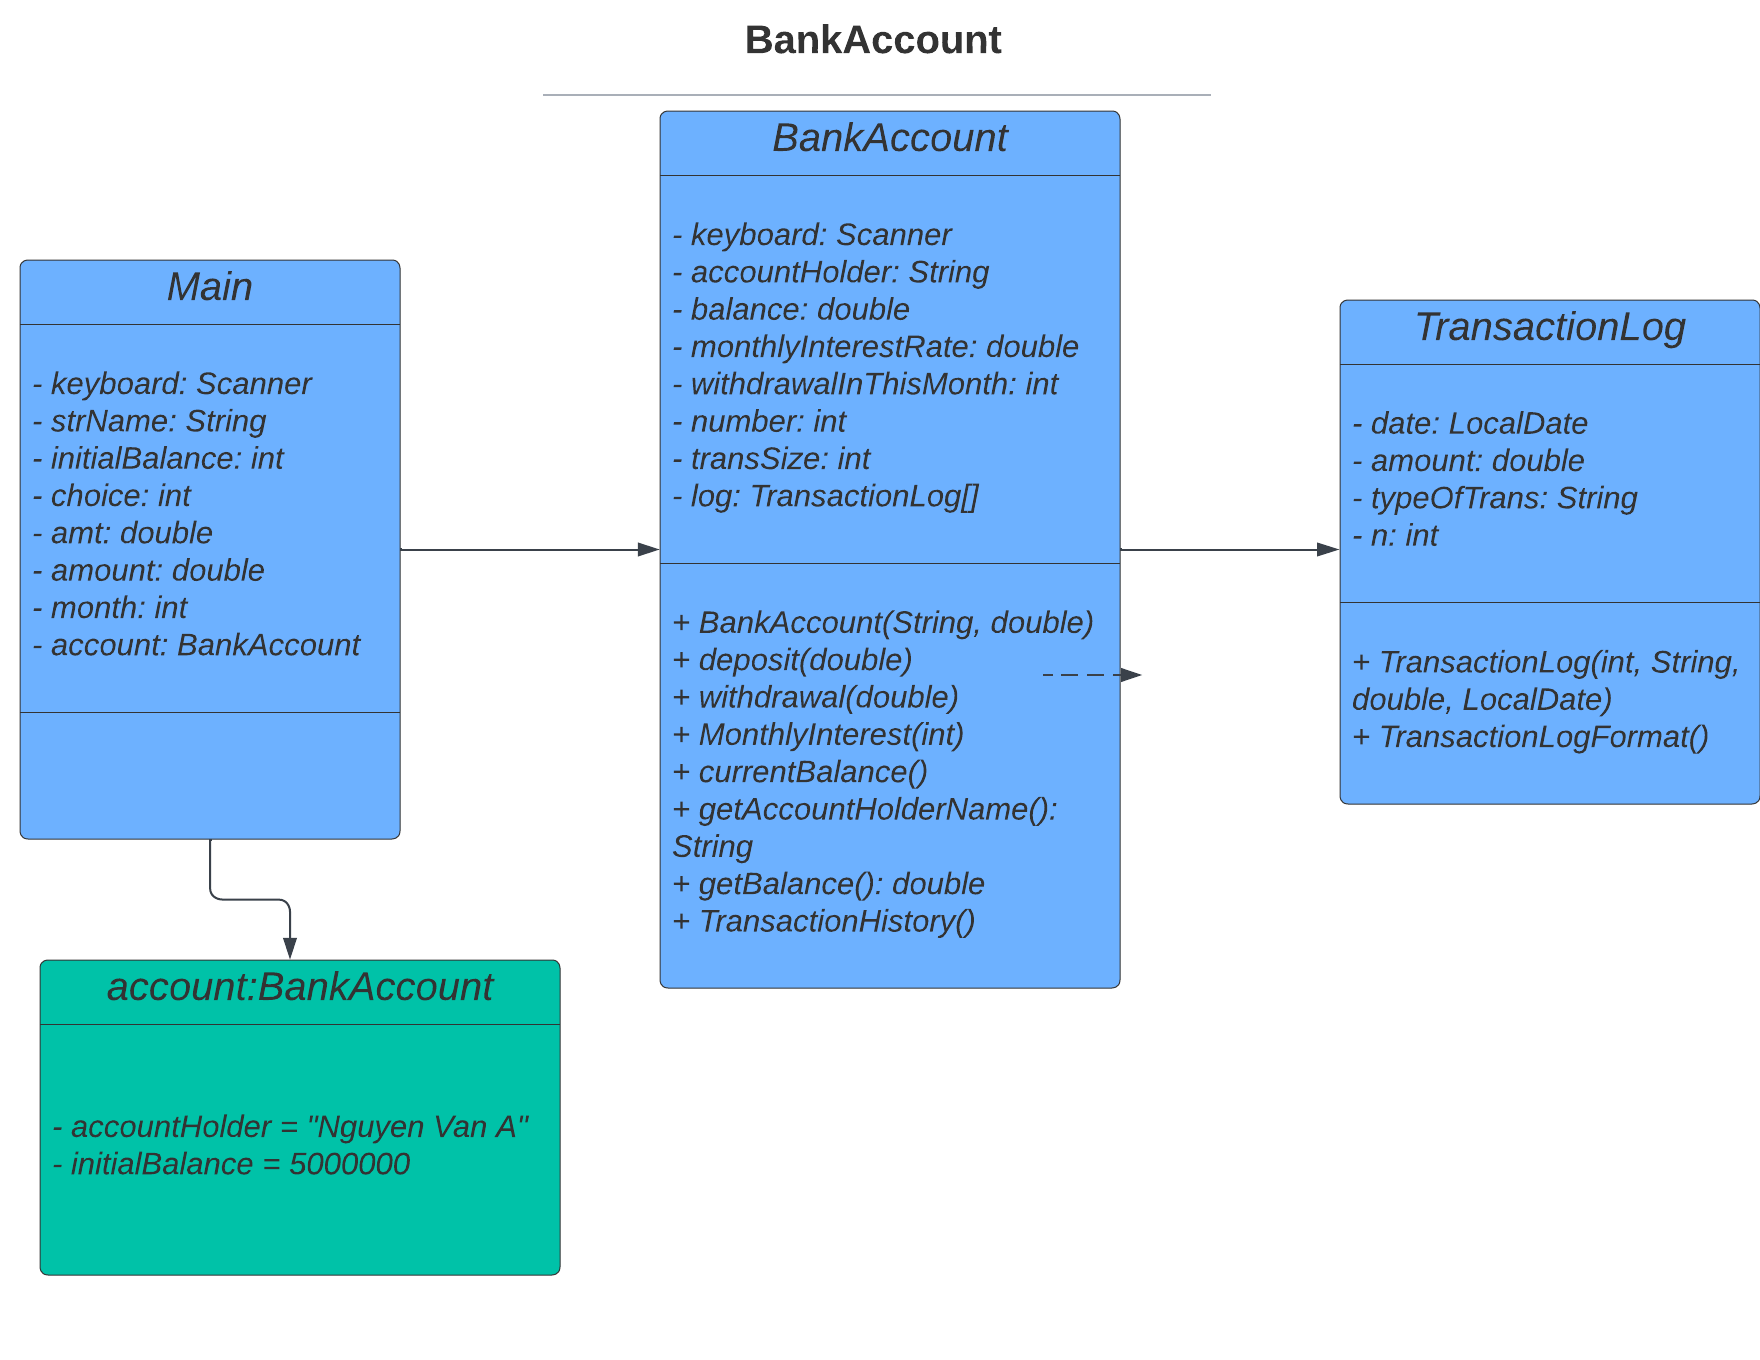 BankAccount
Main
- keyboard: Scanner
- strName: String
- initialBalance: int
- choice: int
- amt: double
- amount: double
- month: int
- account: BankAccount
BankAccount
- keyboard: Scanner
- accountHolder: String
- balance: double
- monthlyInterestRate: double
- withdrawalInThisMonth: int
- number: int
- transSize: int
- log: TransactionLog[]
+ BankAccount(String, double)
+ deposit(double)
+ withdrawal(double)
+ MonthlyInterest(int)
+ currentBalance()
+ getAccountHolderName():
String
+ getBalance(): double
+ TransactionHistory()
TransactionLog
- date: LocalDate
- amount: double
- typeOfTrans: String
- n: int
+ TransactionLog(int, String,
double, LocalDate)
+ TransactionLogFormat()
account:BankAccount
- accountHolder = "Nguyen Van A"
- initialBalance = 5000000